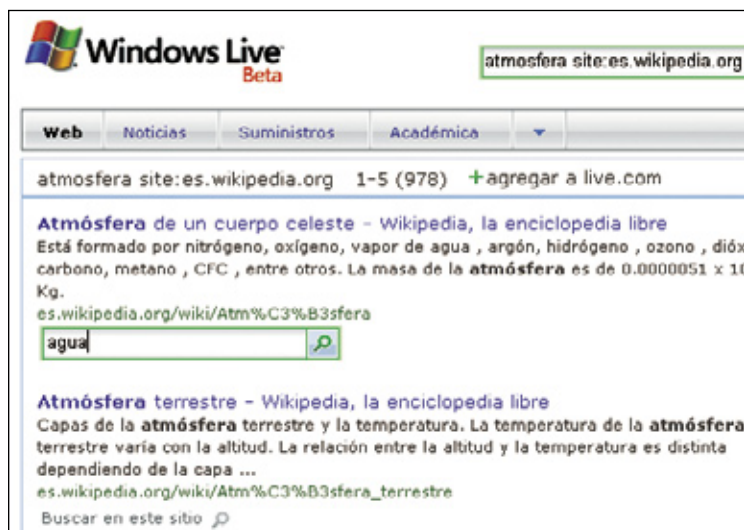 Windows Live
Beta
atmosfera site:es.wikipedia.org
Web Noticias Suministros Académica
atmosfera site:es.wikipedia.org 1-5 (978) +agregar a live.com
Atmósfera de un cuerpo celeste - Wikipedia, la enciclopedia libre
Está formado por nitrógeno, oxígeno, vapor de agua , argón, hidrógeno , ozono , dióx
carbono, metano , CFC , entre otros. La masa de la atmósfera es de 0.0000051 x 10
Kg.
es.wikipedia.org/wiki/Atm%C3%B3sfera
agua
Atmósfera terrestre - Wikipedia, la enciclopedia libre
Capas de la atmósfera terrestre y la temperatura. La temperatura de la atmósfera
terrestre varía con la altitud. La relación entre la altitud y la temperatura es distinta
dependiendo de la capa ...
es.wikipedia.org/wiki/Atm%C3%B3sfera_terrestre
Buscar en este sitio